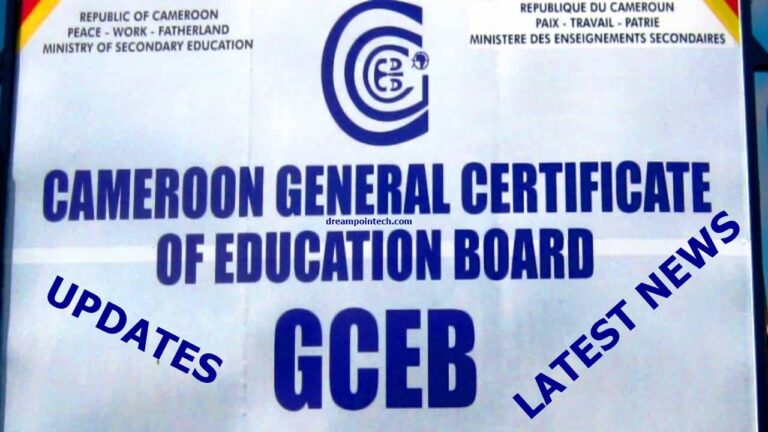 REPUBLIC OF CAMEROON
PEACE - WORK - FATHERLAND
MINISTRY OF SECONDARY EDUCATION
REPUBLIQUE DU CAMEROUN
PAIX - TRAVAIL - PATRIE
MINISTERE DES ENSEIGNEMENTS SECONDAIRES
CAMEROON GENERAL CERTIFICATE
dreampointech.com
OF EDUCATION BOARD
GCEB
UPDATES
LATEST NEWS